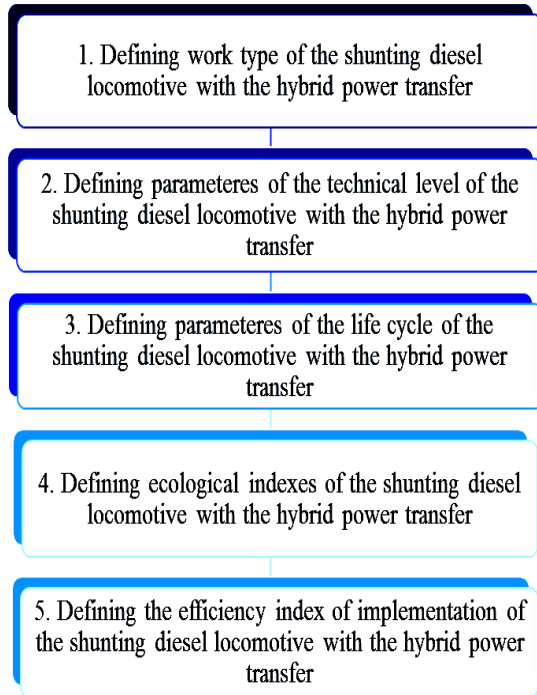 1. Defining work type of the shunting diesel
locomotive with the hybrid power transfer
2. Defining parameteres of the technical level of the
shunting diesel locomotive with the hybrid power
transfer
3. Defining parameteres of the life cycle of the
shunting diesel locomotive with the hybrid power
transfer
4. Defining ecological indexes of the shunting diesel
locomotive with the hybrid power transfer
5. Defining the efficiency index of implementation of
the shunting diesel locomotive with the hybrid power
transfer